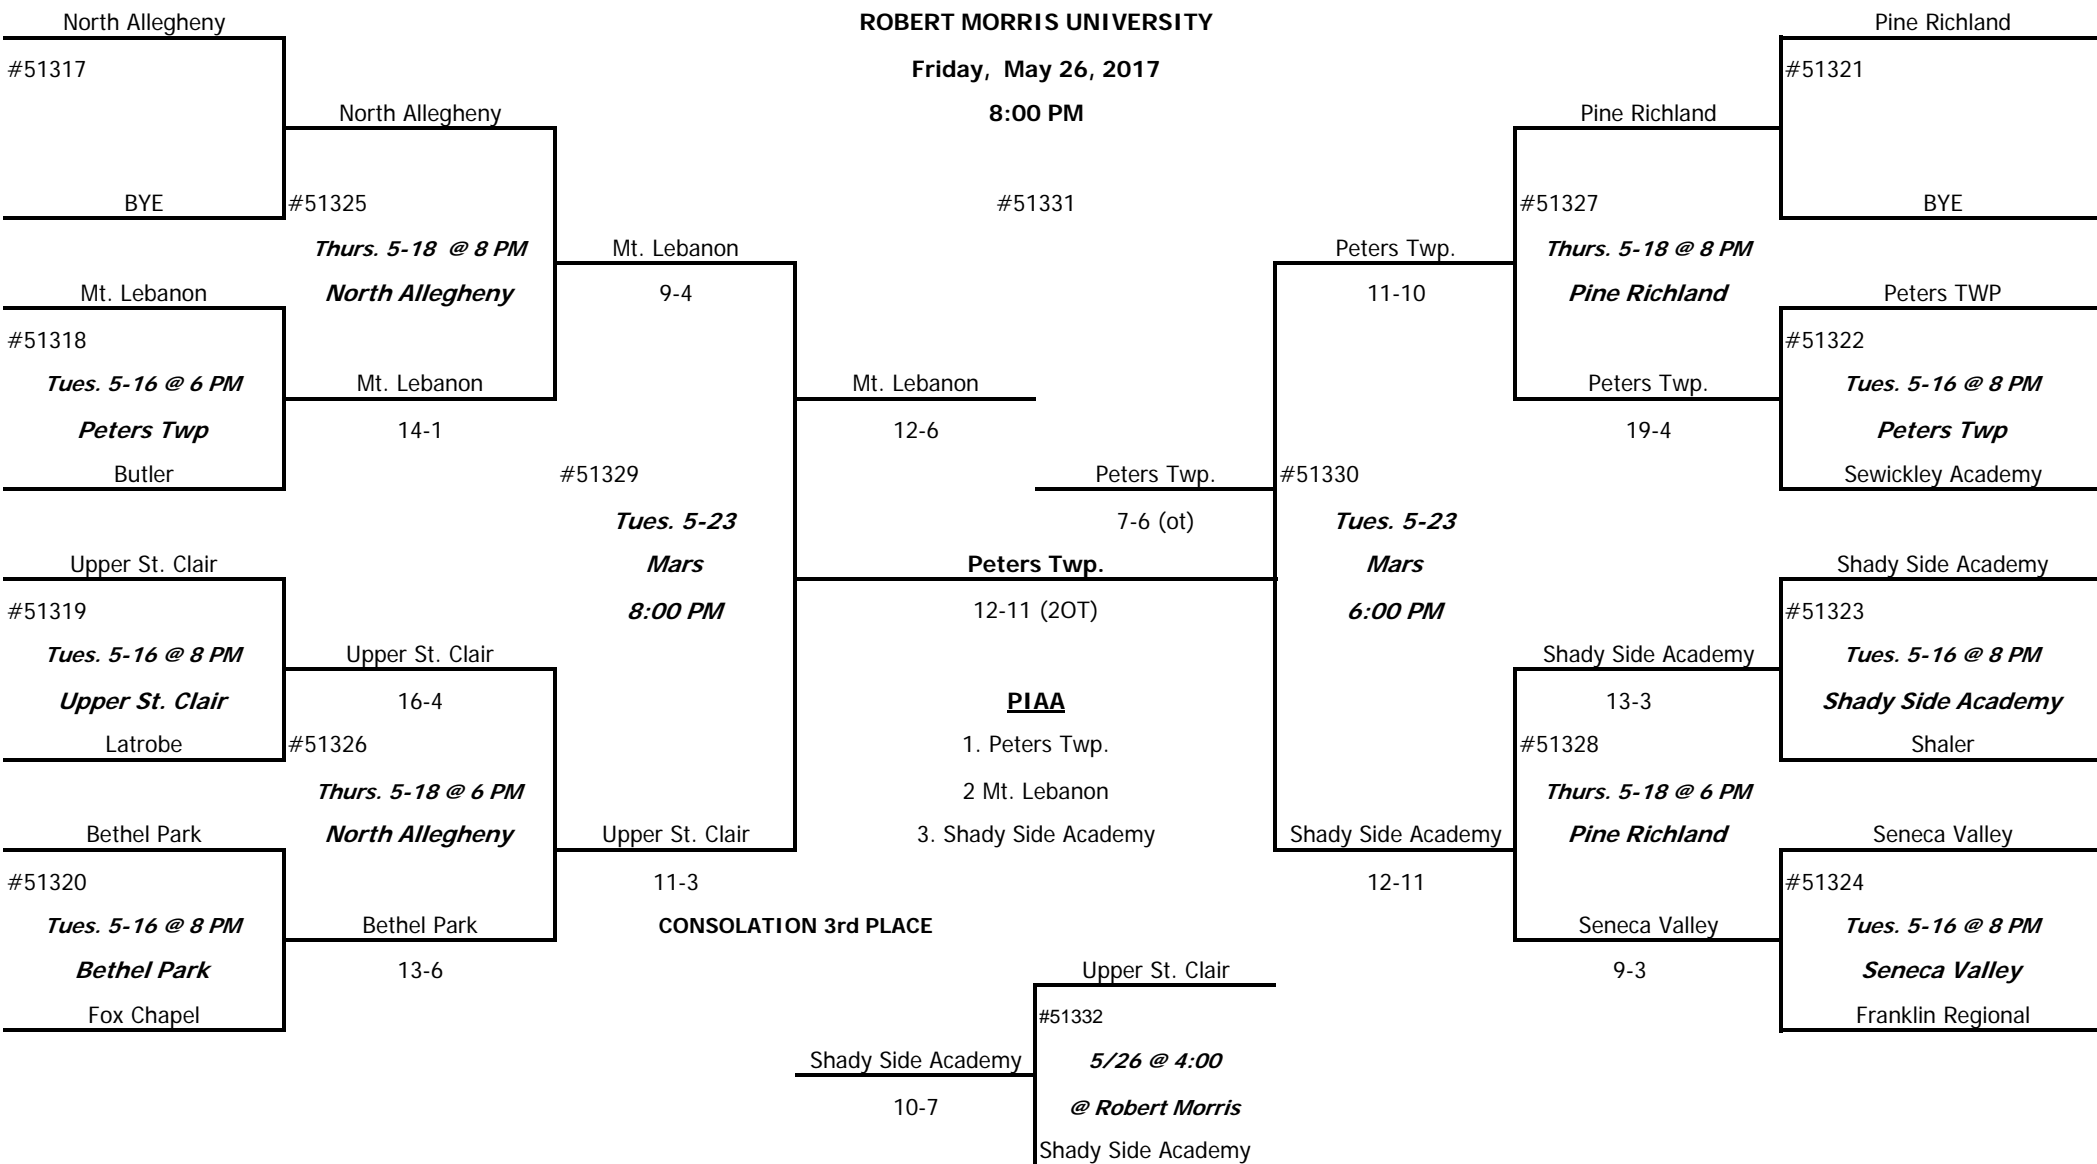 North Allegheny
#51317
BYE
Mt. Lebanon
#51318
Tues. 5-16 @ 6 PM
Peters Twp
Butler
Upper St. Clair
#51319
Tues. 5-16 @ 8 PM
Upper St. Clair
Latrobe
Bethel Park
#51320
Tues. 5-16 @ 8 PM
Bethel Park
Fox Chapel
North Allegheny
#51325
Thurs. 5-18 @ 8 PM
North Allegheny
Mt. Lebanon
14-1
Upper St. Clair
16-4
#51326
Thurs. 5-18 @ 6 PM
North Allegheny
Bethel Park
13-6
Mt. Lebanon
9-4
#51329
Tues. 5-23
Mars
8:00 PM
Upper St. Clair
11-3
ROBERT MORRIS UNIVERSITY
Friday, May 26, 2017
8:00 PM
#51331
Mt. Lebanon
12-6
Peters Twp.
7-6 (ot)
Peters Twp.
12-11 (2OT)
PIAA
1. Peters Twp.
2 Mt. Lebanon
3. Shady Side Academy
CONSOLATION 3rd PLACE
Upper St. Clair
#51332
5/26 @ 4:00
@ Robert Morris
Shady Side Academy
Shady Side Academy
10-7
Peters Twp.
11-10
#51330
Tues. 5-23
Mars
6:00 PM
Shady Side Academy
12-11
Pine Richland
#51327
Thurs. 5-18 @ 8 PM
Pine Richland
Peters Twp.
19-4
Shady Side Academy
13-3
#51328
Thurs. 5-18 @ 6 PM
Pine Richland
Seneca Valley
9-3
Pine Richland
#51321
BYE
Peters TWP
#51322
Tues. 5-16 @ 8 PM
Peters Twp
Sewickley Academy
Shady Side Academy
#51323
Tues. 5-16 @ 8 PM
Shady Side Academy
Shaler
Seneca Valley
#51324
Tues. 5-16 @ 8 PM
Seneca Valley
Franklin Regional